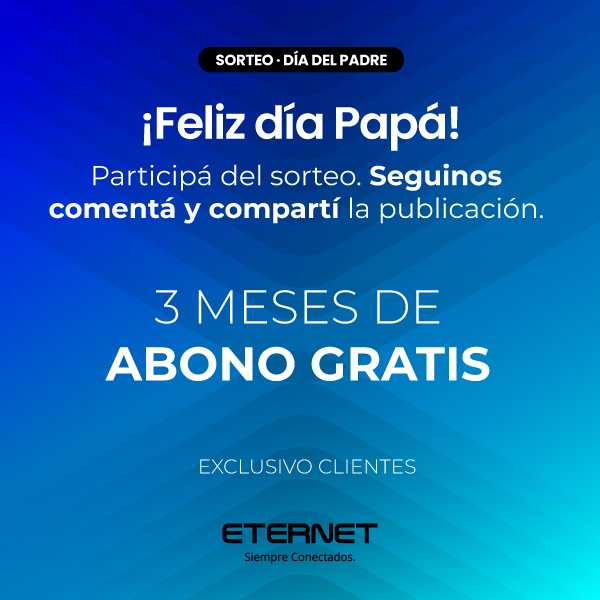 SORTEO · DÍA DEL PADRE
¡Feliz día Papá!
Participá del sorteo. Seguinos
comentá y compartí la publicación.
3 MESES DE
ABONO GRATIS
EXCLUSIVO CLIENTES
ETERNET
Siempre Conectados.